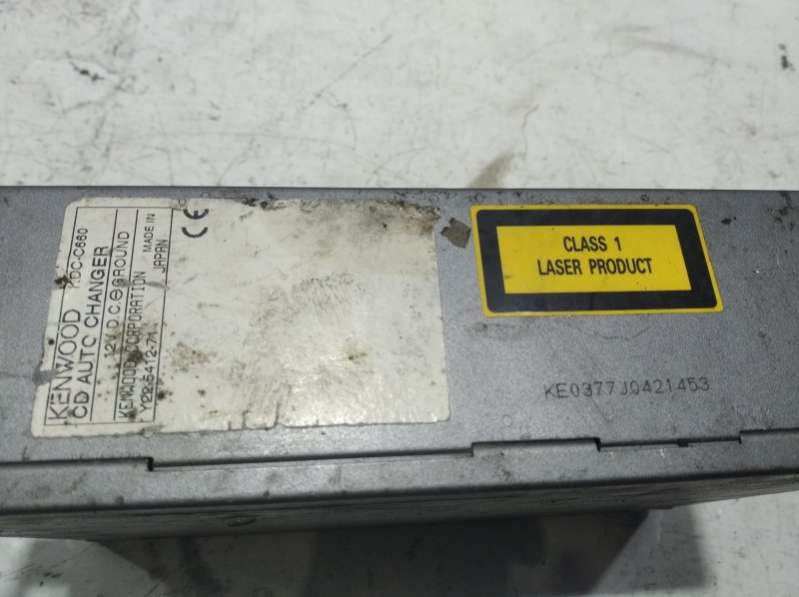 KENWOOD KDC-C660
CD AUTO CHANGER
12V D.C.⊖GROUND
KENWOOD CORPORATION
MADE IN
JAPAN
CE
CLASS 1
LASER PRODUCT
KE0377J0421453